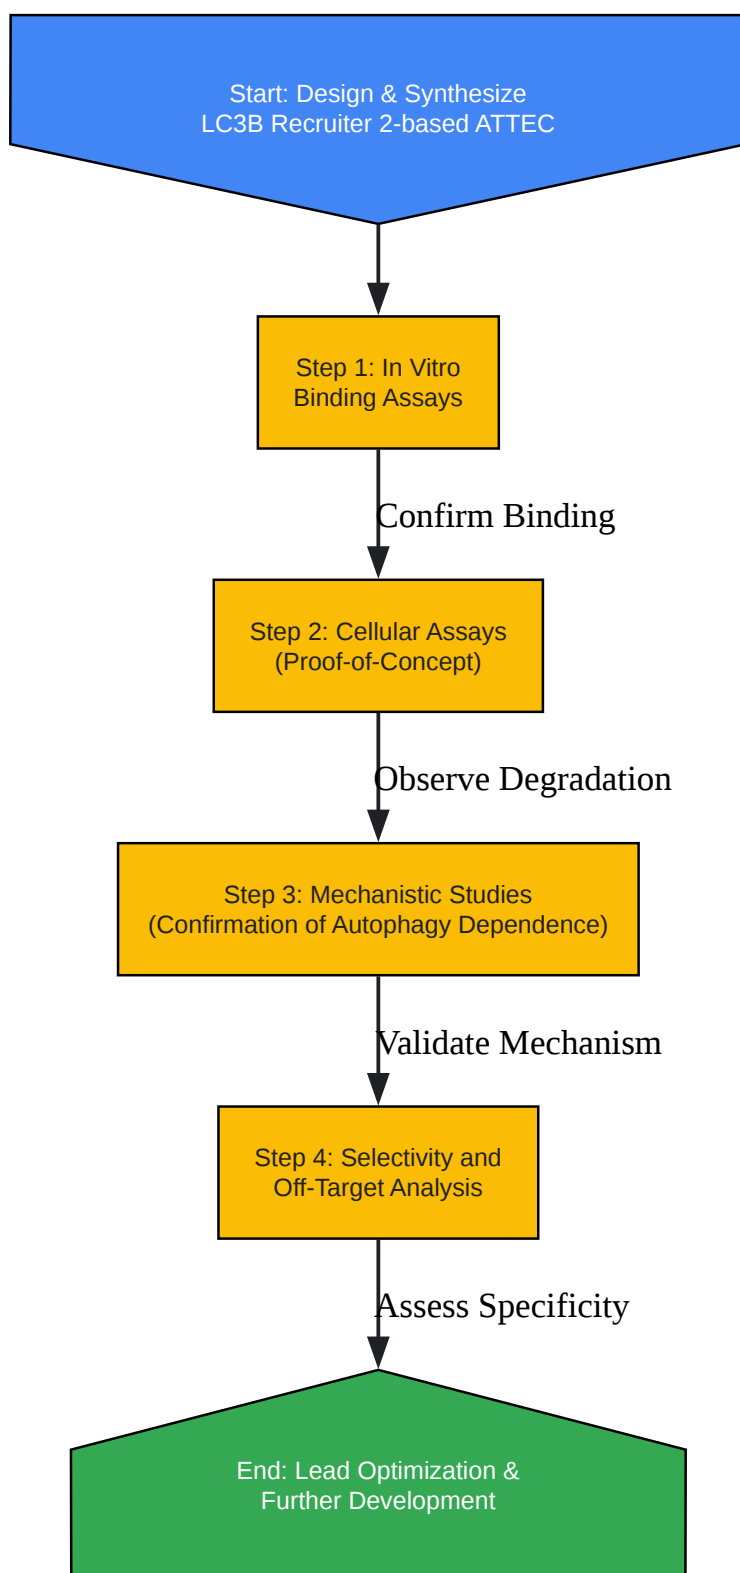 Start: Design & Synthesize
LC3B Recruiter 2-based ATTEC
Step 1: In Vitro
Binding Assays
Confirm Binding
Step 2: Cellular Assays
(Proof-of-Concept)
Observe Degradation
Step 3: Mechanistic Studies
(Confirmation of Autophagy Dependence)
Validate Mechanism
Step 4: Selectivity and
Off-Target Analysis
Assess Specificity
End: Lead Optimization &
Further Development